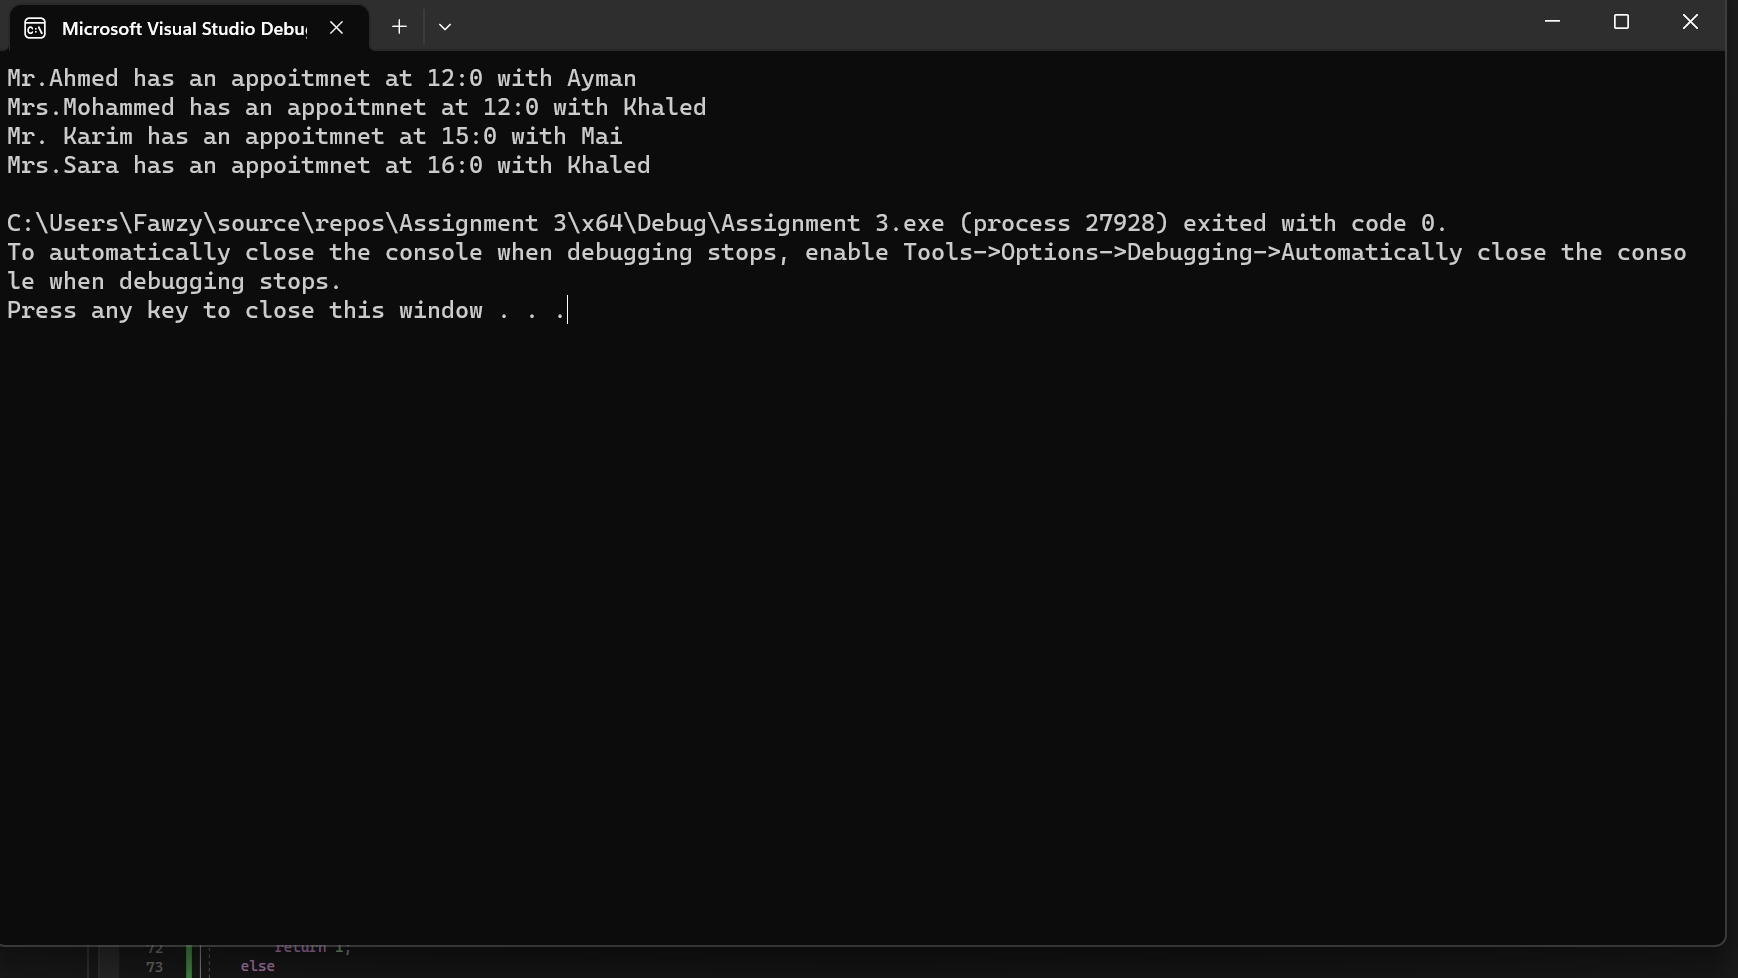 Microsoft Visual Studio Debu
Mr.Ahmed has an appoitmnet at 12:0 with Ayman
Mrs.Mohammed has an appoitmnet at 12:0 with Khaled
Mr. Karim has an appoitmnet at 15:0 with Mai
Mrs.Sara has an appoitmnet at 16:0 with Khaled
C:\Users\Fawzy\source\repos\Assignment 3\x64\Debug\Assignment 3.exe (process 27928) exited with code 0.
To automatically close the console when debugging stops, enable Tools->Options->Debugging->Automatically close the conso
le when debugging stops.
Press any key to close this window . . .
72 return 1;
73 else